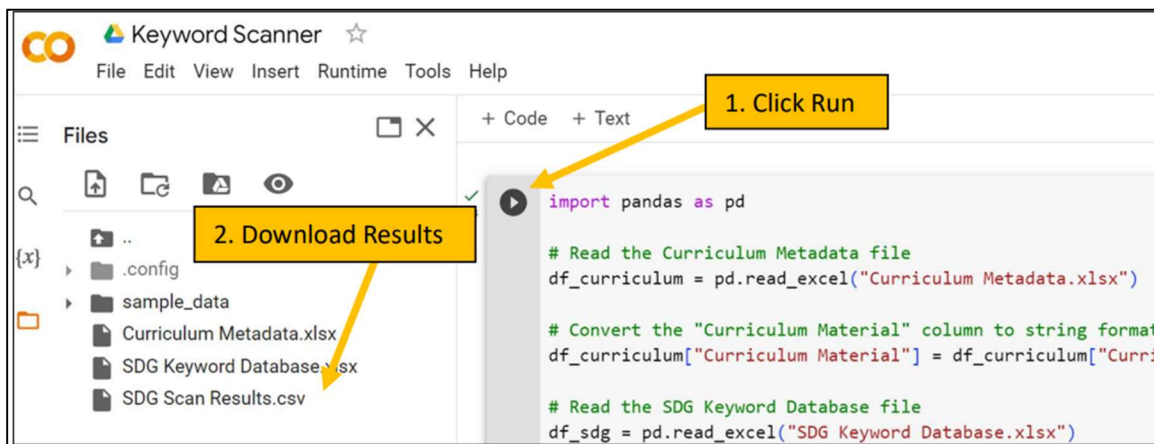 Keyword Scanner
File Edit View Insert Runtime Tools Help
Files
+ Code + Text
1. Click Run
2. Download Results
{x}
..
.config
sample_data
Curriculum Metadata.xlsx
SDG Keyword Database.xlsx
SDG Scan Results.csv
import pandas as pd
# Read the Curriculum Metadata file
df_curriculum = pd.read_excel("Curriculum Metadata.xlsx")
# Convert the "Curriculum Material" column to string format
df_curriculum["Curriculum Material"] = df_curriculum["Curri
# Read the SDG Keyword Database file
df_sdg = pd.read_excel("SDG Keyword Database.xlsx")